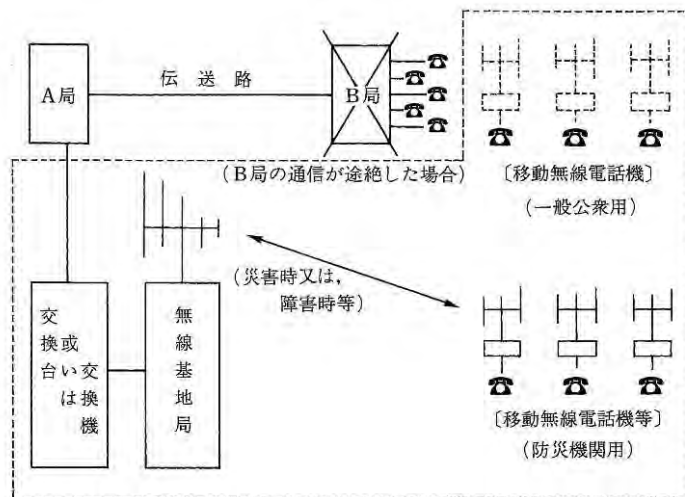 A局
伝送路
B局
(B局の通信が途絶した場合)
〔移動無線電話機〕
(一般公衆用)
(災害時又は,
障害時等)
交換台
或いは
交換機
無線基地局
〔移動無線電話機等〕
(防災機関用)